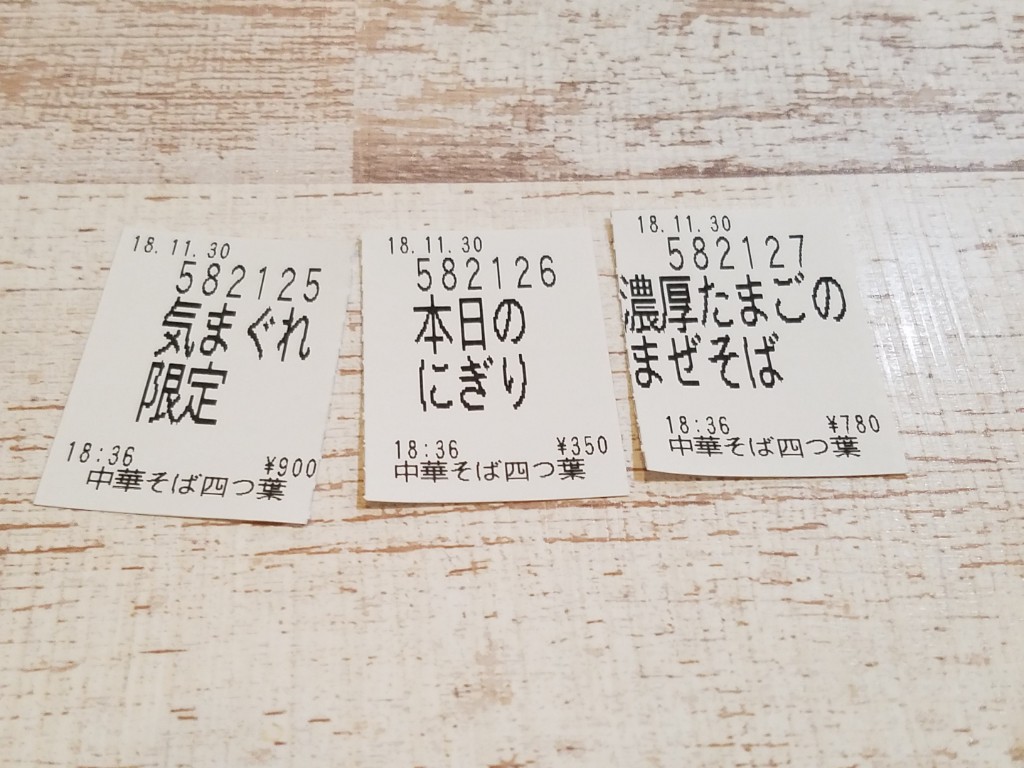 18.11.30
582125
気まぐれ
限定
18:36
¥900
中華そば四つ葉
18.11.30
582126
本日の
にぎり
18:36
¥350
中華そば四つ葉
18.11.30
582127
濃厚たまごの
まぜそば
18:36
¥780
中華そば四つ葉